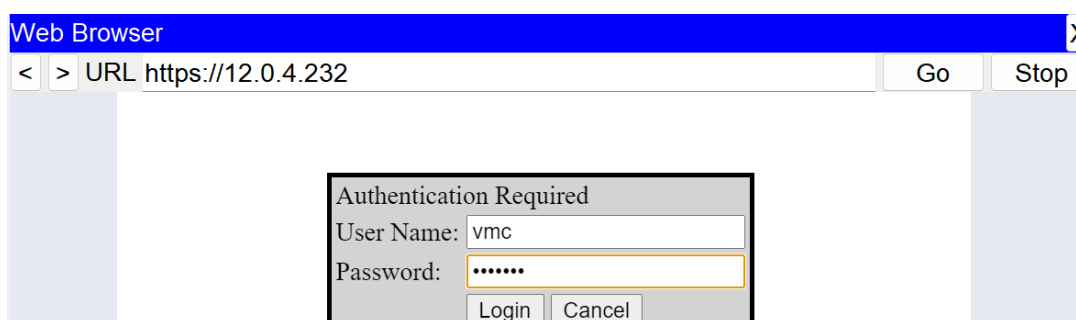 Web Browser X
< > URL https://12.0.4.232 Go Stop
Authentication Required
User Name: vmc
Password: •••••••
Login Cancel